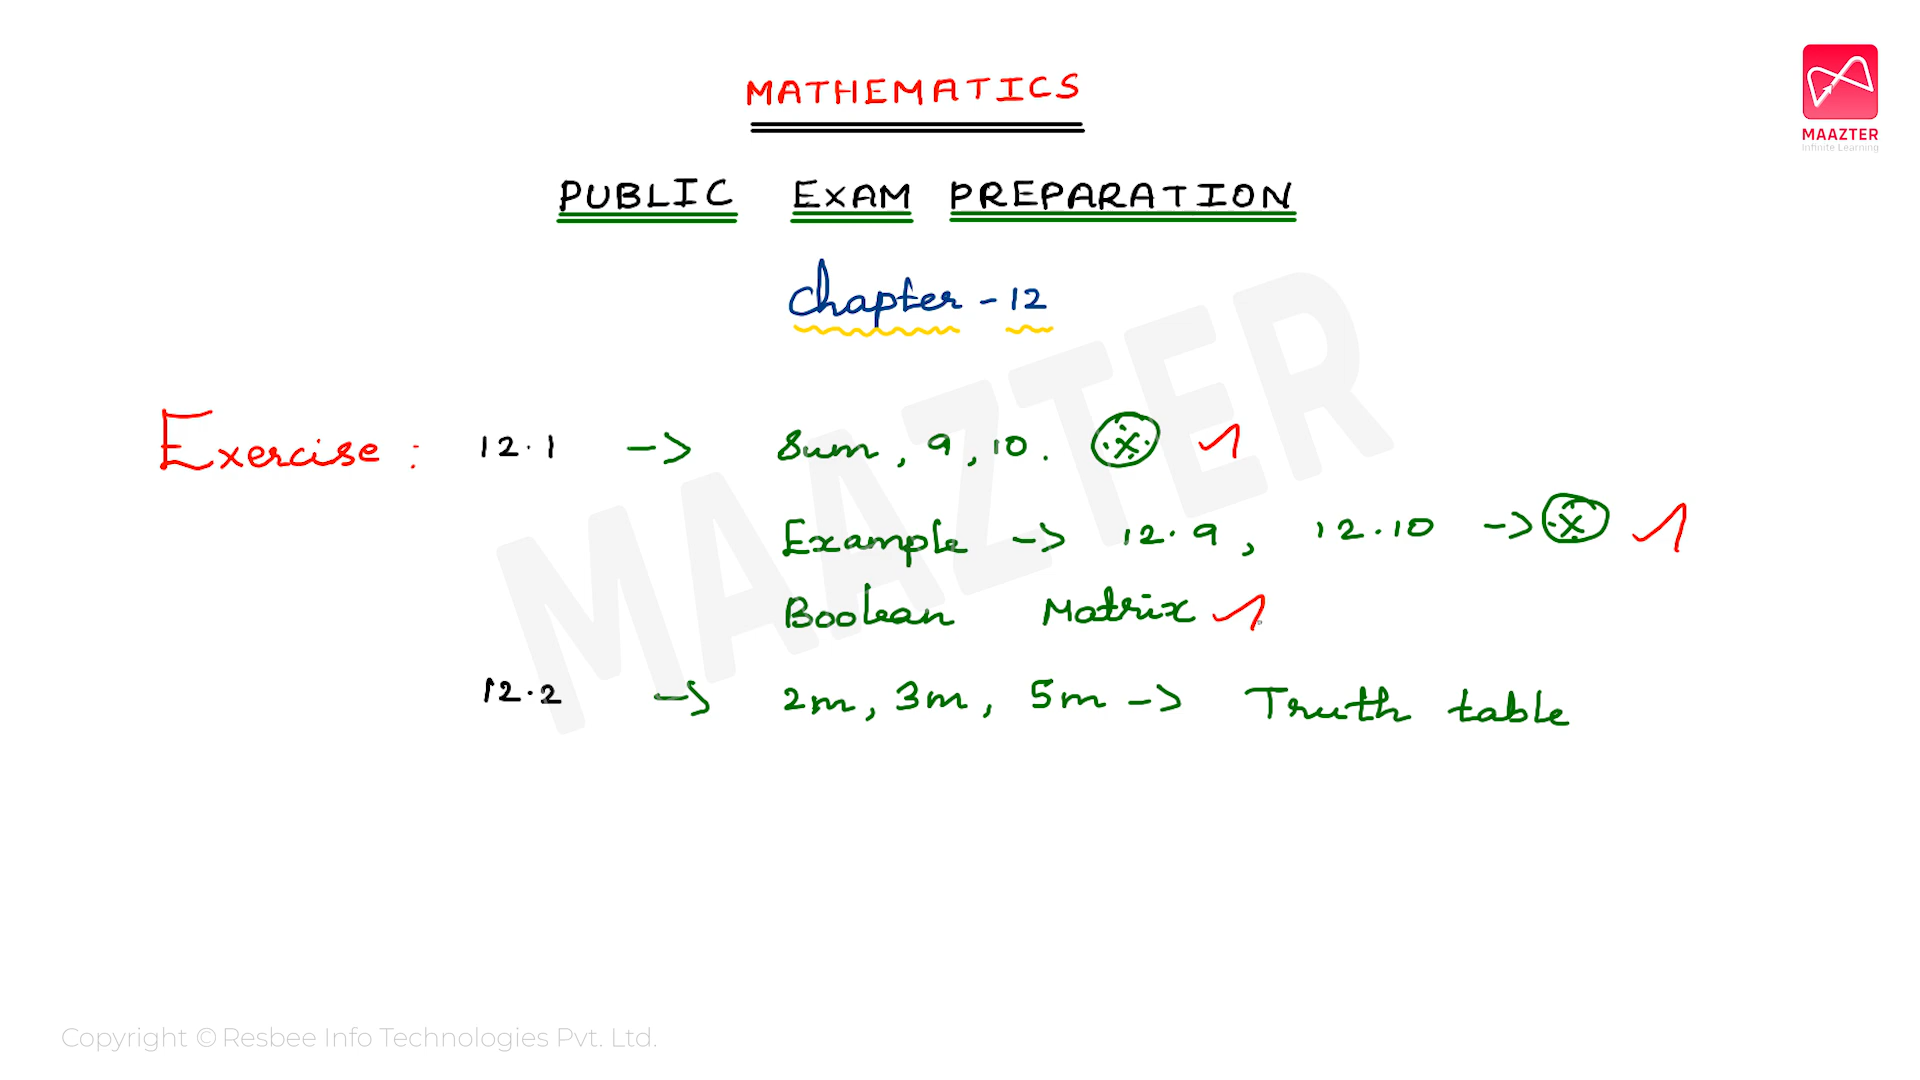 MATHEMATICS
MAAZTER
Infinite Learning
PUBLIC EXAM PREPARATION
Chapter - 12
Exercise : 12.1 -> Sum, 9, 10. x
Example -> 12.9, 12.10 -> x
Boolean Matrix
12.2 -> 2m, 3m, 5m -> Truth table
MAAZTER
Copyright © Resbee Info Technologies Pvt. Ltd.